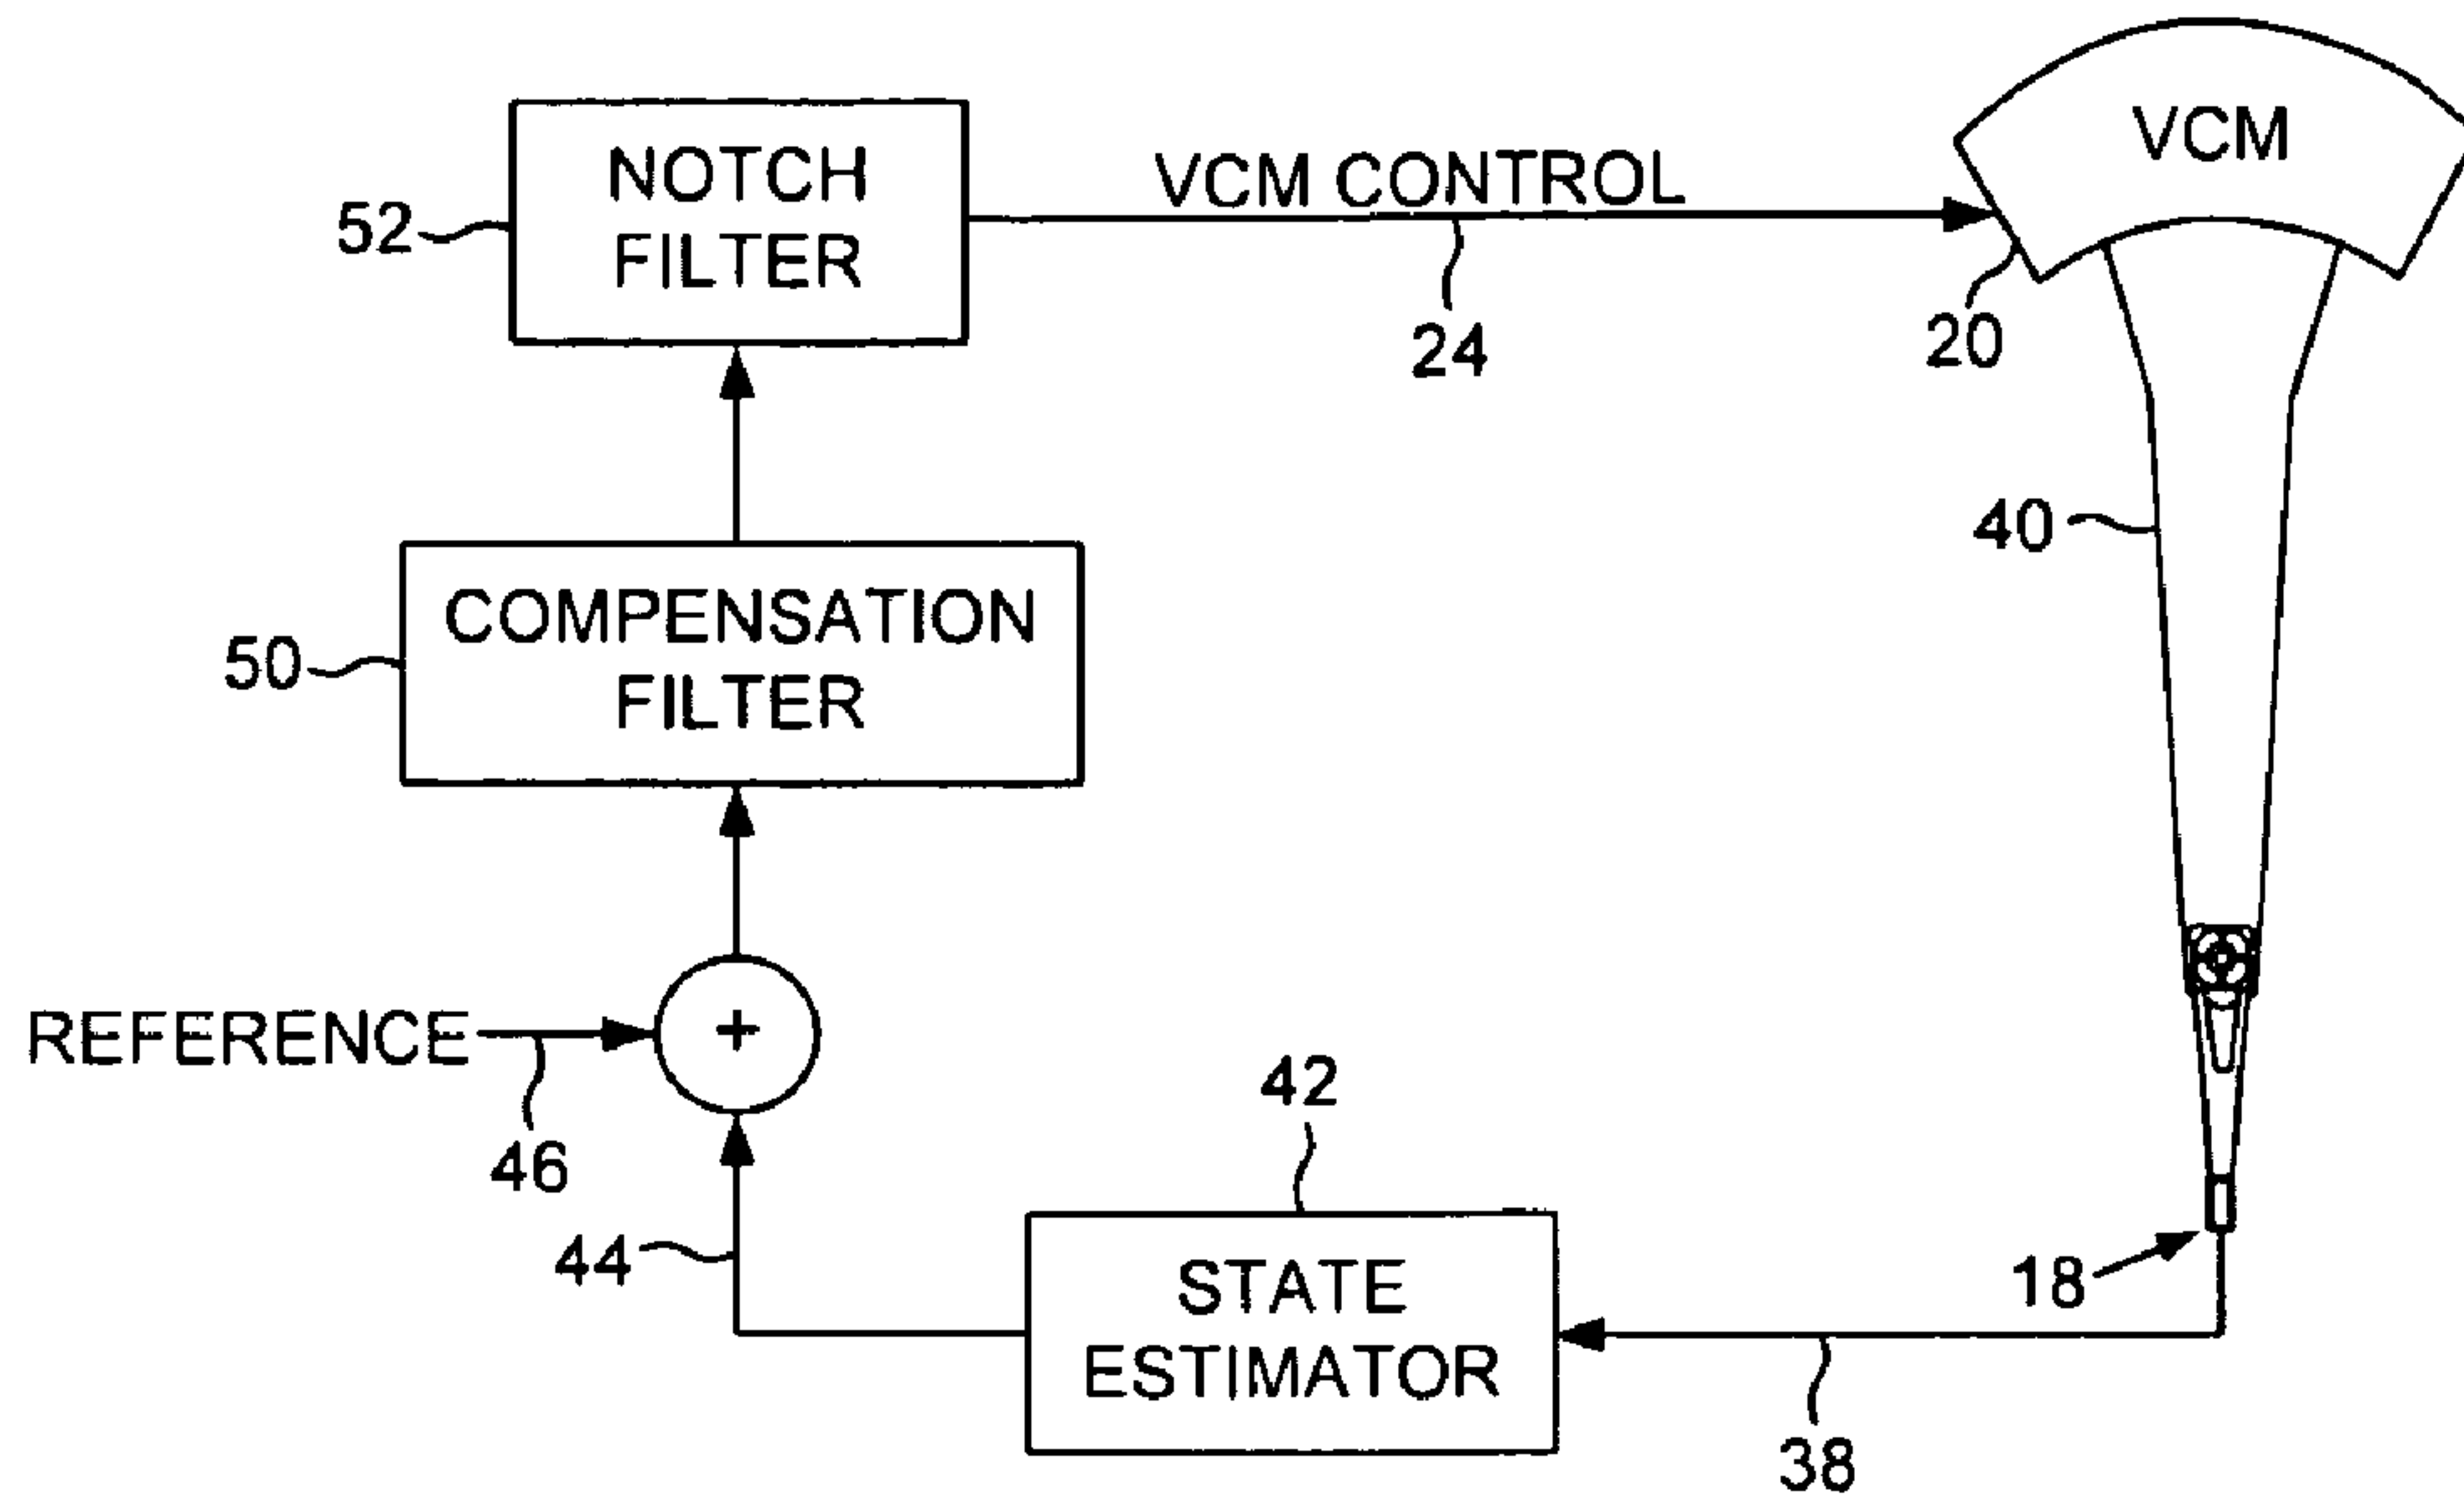 VCM
NOTCH
FILTER
52
VCM CONTROL
24
20
40
COMPENSATION
FILTER
50
REFERENCE
+
46
42
44
STATE
ESTIMATOR
18
38